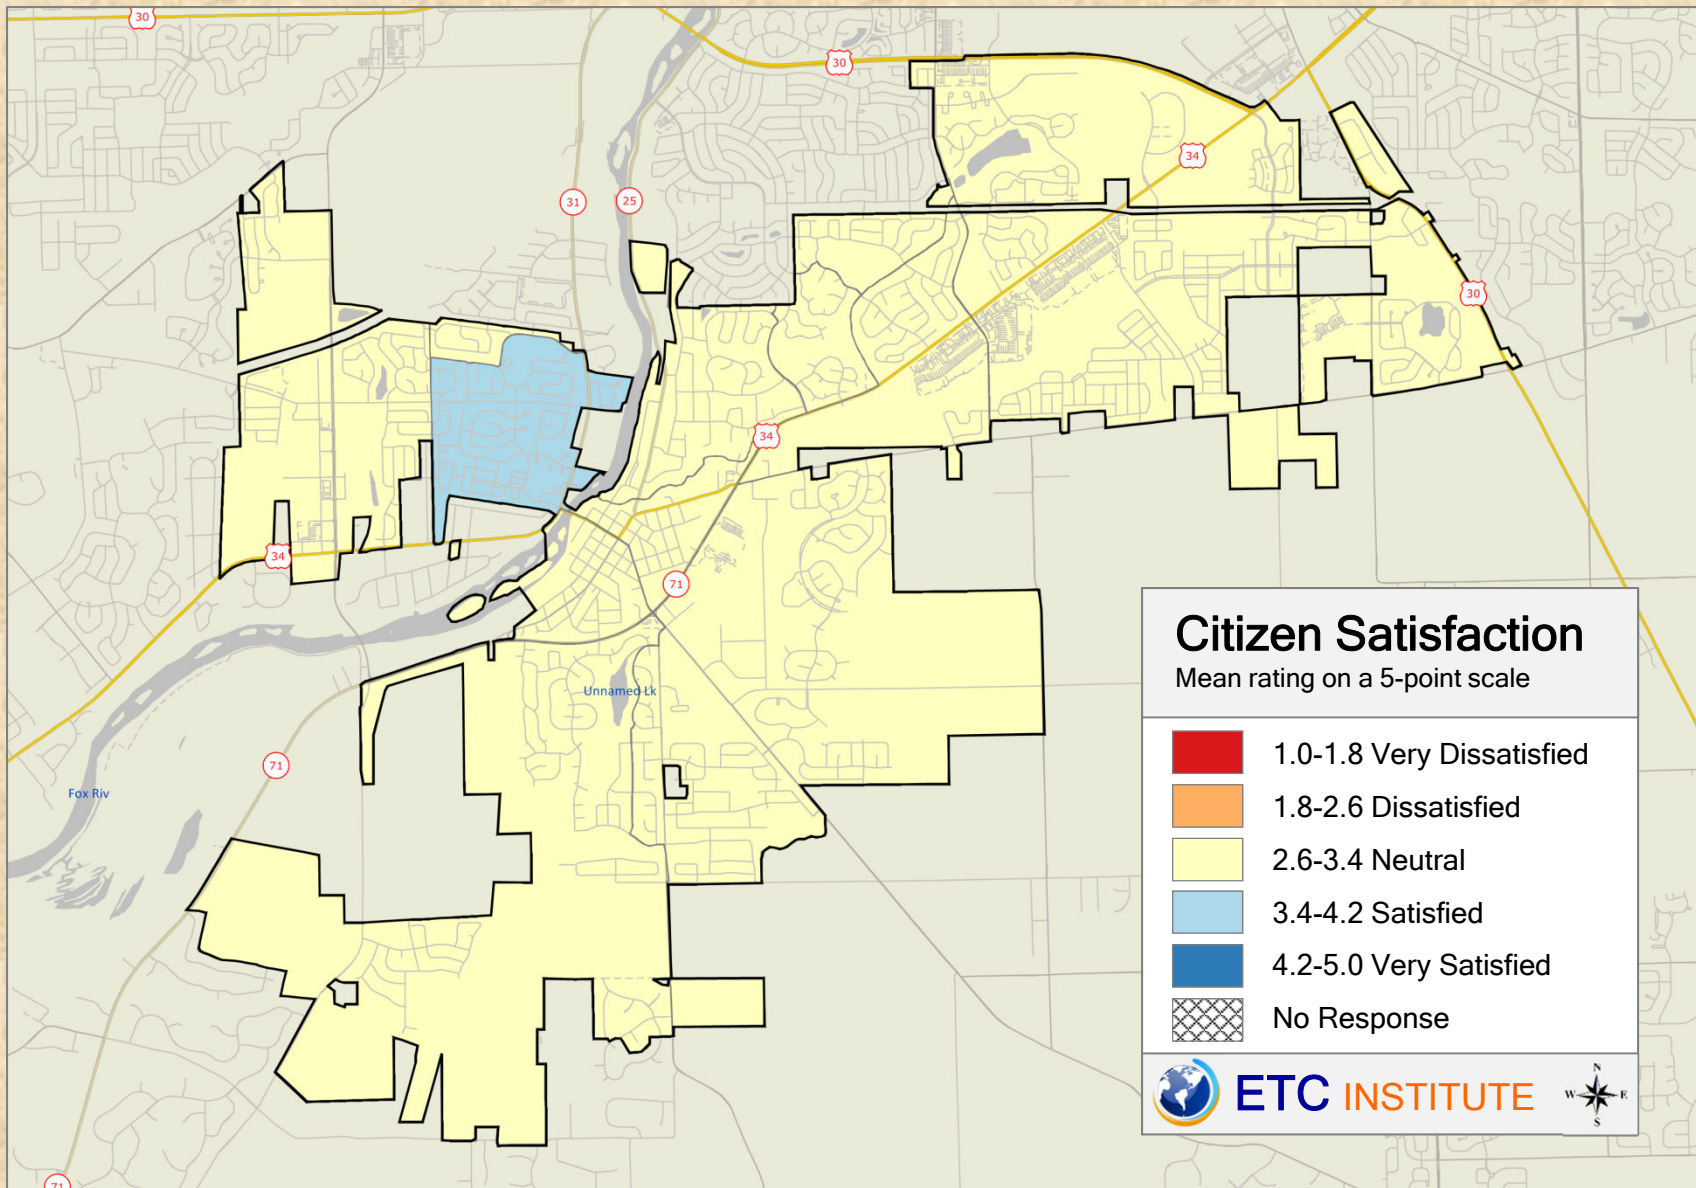 30
30
34
31
25
30
34
34
71
Unnamed Lk
71
Fox Riv
71
Citizen Satisfaction
Mean rating on a 5-point scale
1.0-1.8 Very Dissatisfied
1.8-2.6 Dissatisfied
2.6-3.4 Neutral
3.4-4.2 Satisfied
4.2-5.0 Very Satisfied
No Response
ETC INSTITUTE
N
W E
S